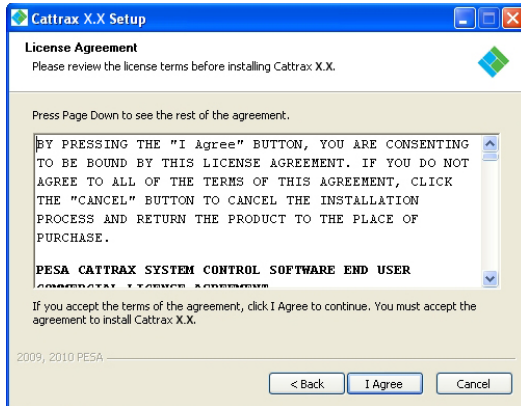 Cattrax X.X Setup
License Agreement
Please review the license terms before installing Cattrax X.X.
Press Page Down to see the rest of the agreement.
BY PRESSING THE "I Agree" BUTTON, YOU ARE CONSENTING
TO BE BOUND BY THIS LICENSE AGREEMENT. IF YOU DO NOT
AGREE TO ALL OF THE TERMS OF THIS AGREEMENT, CLICK
THE "CANCEL" BUTTON TO CANCEL THE INSTALLATION
PROCESS AND RETURN THE PRODUCT TO THE PLACE OF
PURCHASE.
PESA CATTRAX SYSTEM CONTROL SOFTWARE END USER
COMMERCIAL LICENSE AGREEMENT
If you accept the terms of the agreement, click I Agree to continue. You must accept the
agreement to install Cattrax X.X.
2009, 2010 PESA
< Back I Agree Cancel